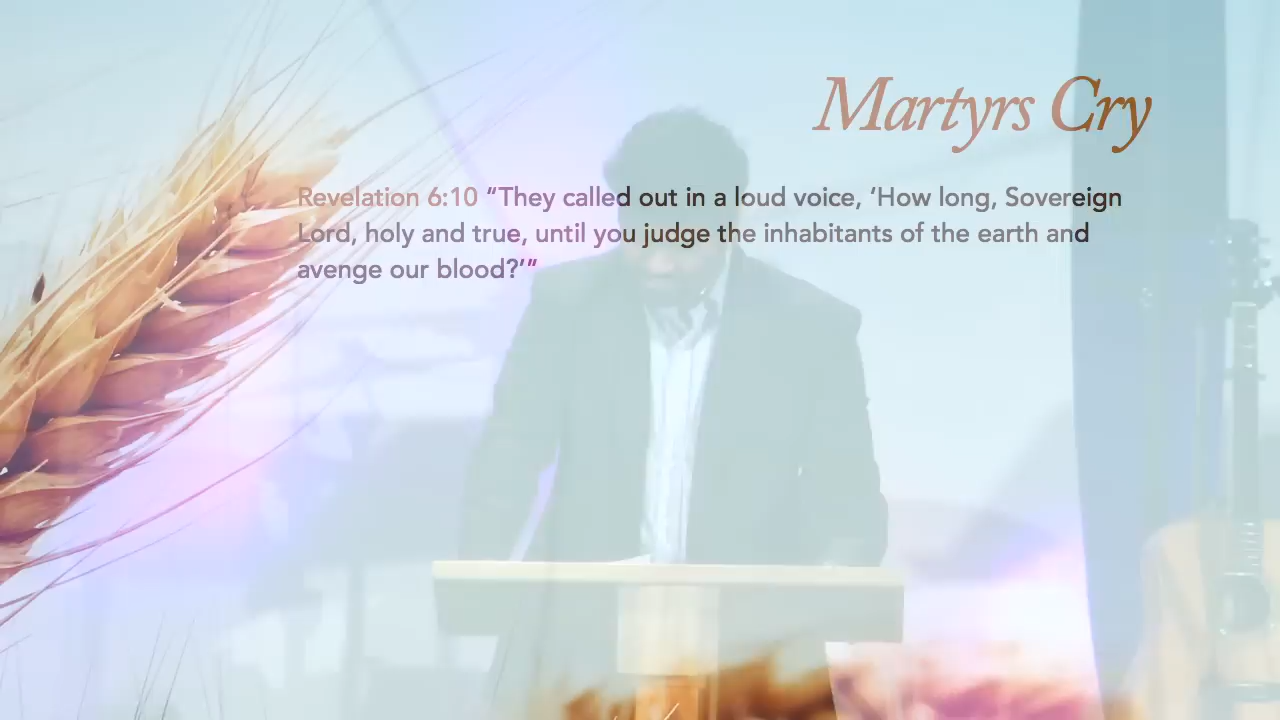 Martyrs Cry
Revelation 6:10 “They called out in a loud voice, ‘How long, Sovereign
Lord, holy and true, until you judge the inhabitants of the earth and
avenge our blood?’”